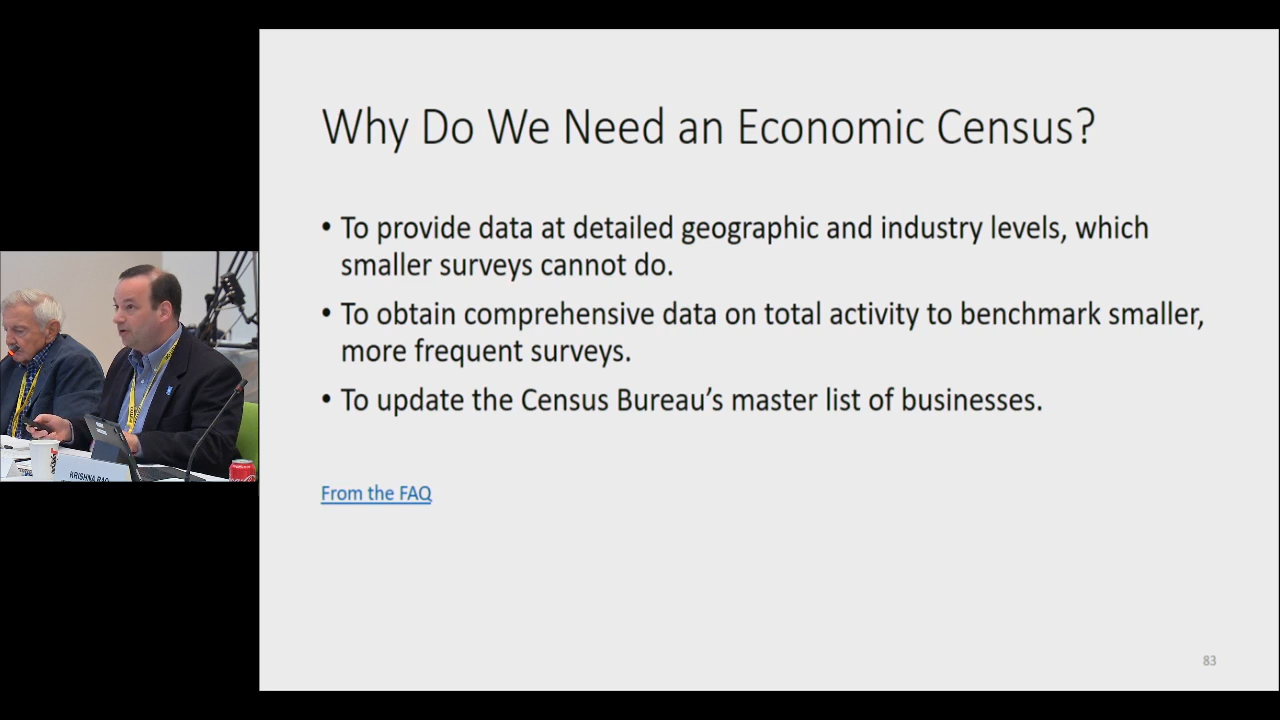 Why Do We Need an Economic Census?
• To provide data at detailed geographic and industry levels, which
smaller surveys cannot do.
• To obtain comprehensive data on total activity to benchmark smaller,
more frequent surveys.
• To update the Census Bureau's master list of businesses.
From the FAQ
83
KRISHNA